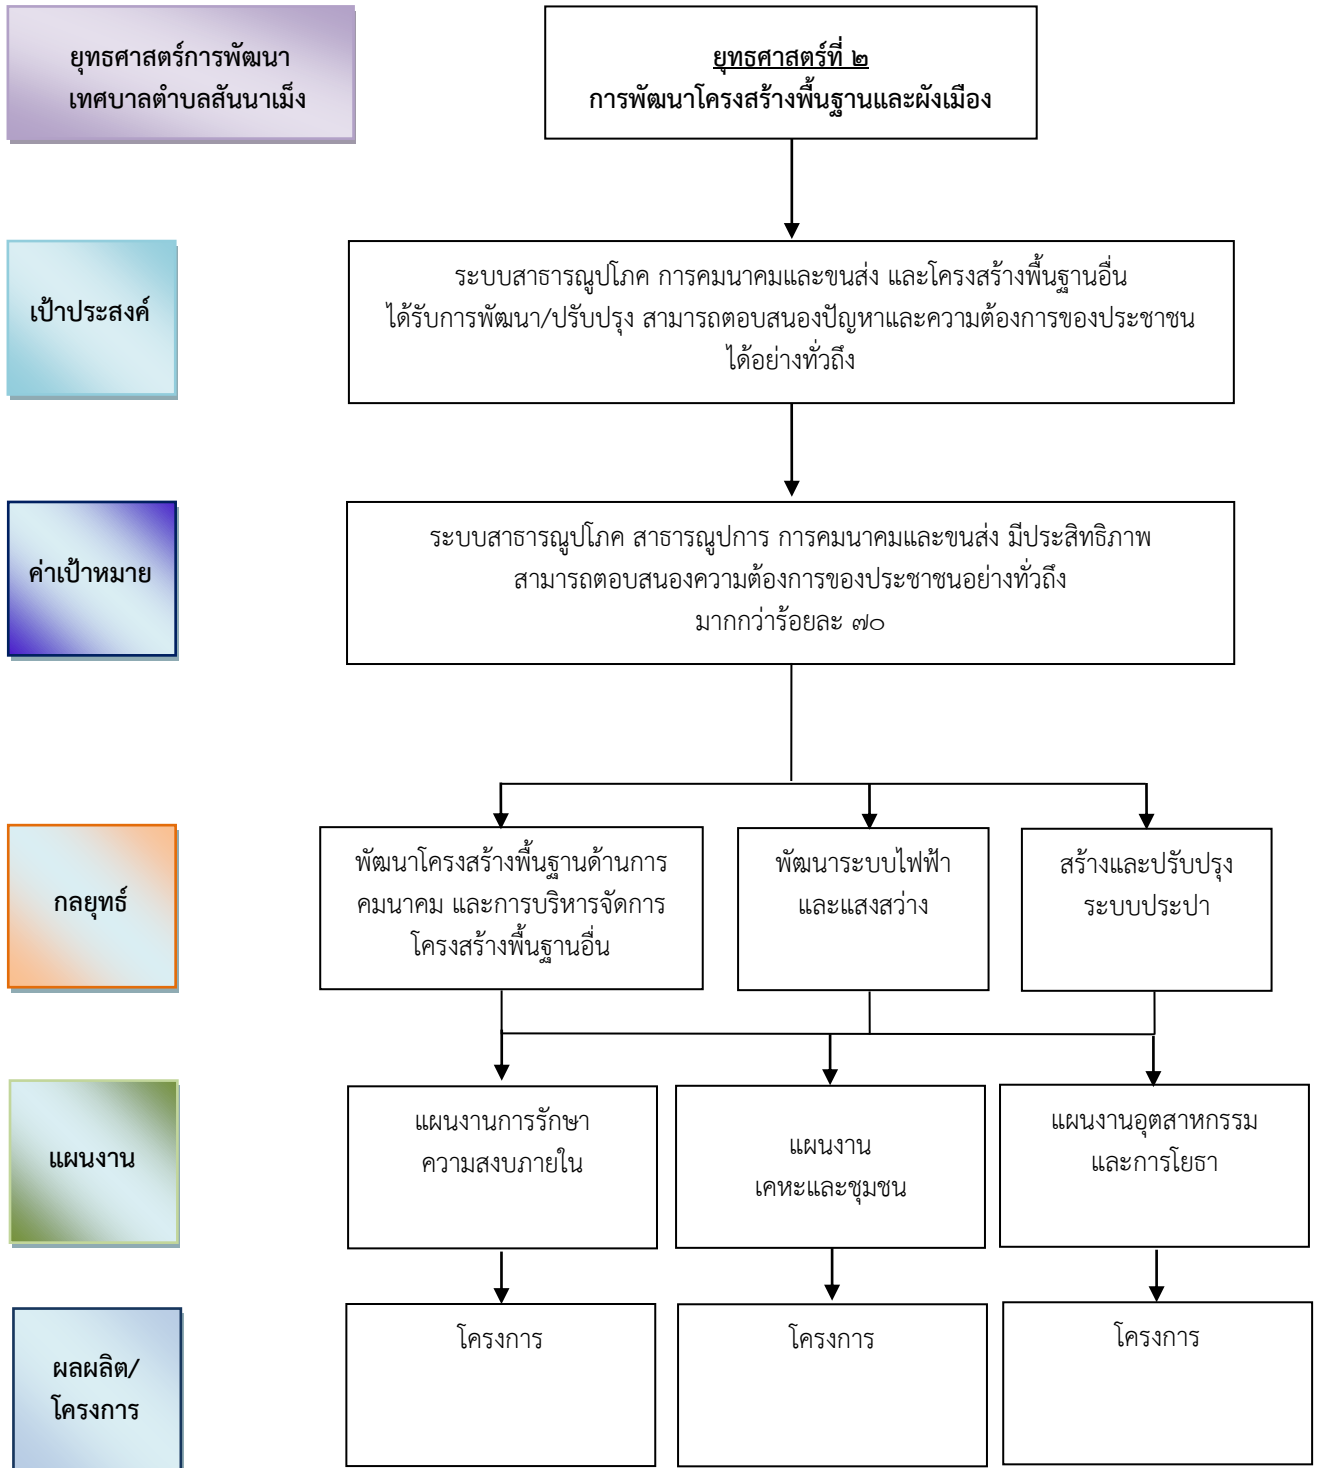 ยุทธศาสตร์การพัฒนา
เทศบาลตำบลสันนาเม็ง
ยุทธศาสตร์ที่ ๒
การพัฒนาโครงสร้างพื้นฐานและผังเมือง
เป้าประสงค์
ระบบสาธารณูปโภค การคมนาคมและขนส่ง และโครงสร้างพื้นฐานอื่น
ได้รับการพัฒนา/ปรับปรุง สามารถตอบสนองปัญหาและความต้องการของประชาชน
ได้อย่างทั่วถึง
ค่าเป้าหมาย
ระบบสาธารณูปโภค สาธารณูปการ การคมนาคมและขนส่ง มีประสิทธิภาพ
สามารถตอบสนองความต้องการของประชาชนอย่างทั่วถึง
มากกว่าร้อยละ ๗๐
กลยุทธ์
พัฒนาโครงสร้างพื้นฐานด้านการ
คมนาคม และการบริหารจัดการ
โครงสร้างพื้นฐานอื่น
พัฒนาระบบไฟฟ้า
และแสงสว่าง
สร้างและปรับปรุง
ระบบประปา
แผนงาน
แผนงานการรักษา
ความสงบภายใน
แผนงาน
เคหะและชุมชน
แผนงานอุตสาหกรรม
และการโยธา
ผลผลิต/
โครงการ
โครงการ
โครงการ
โครงการ